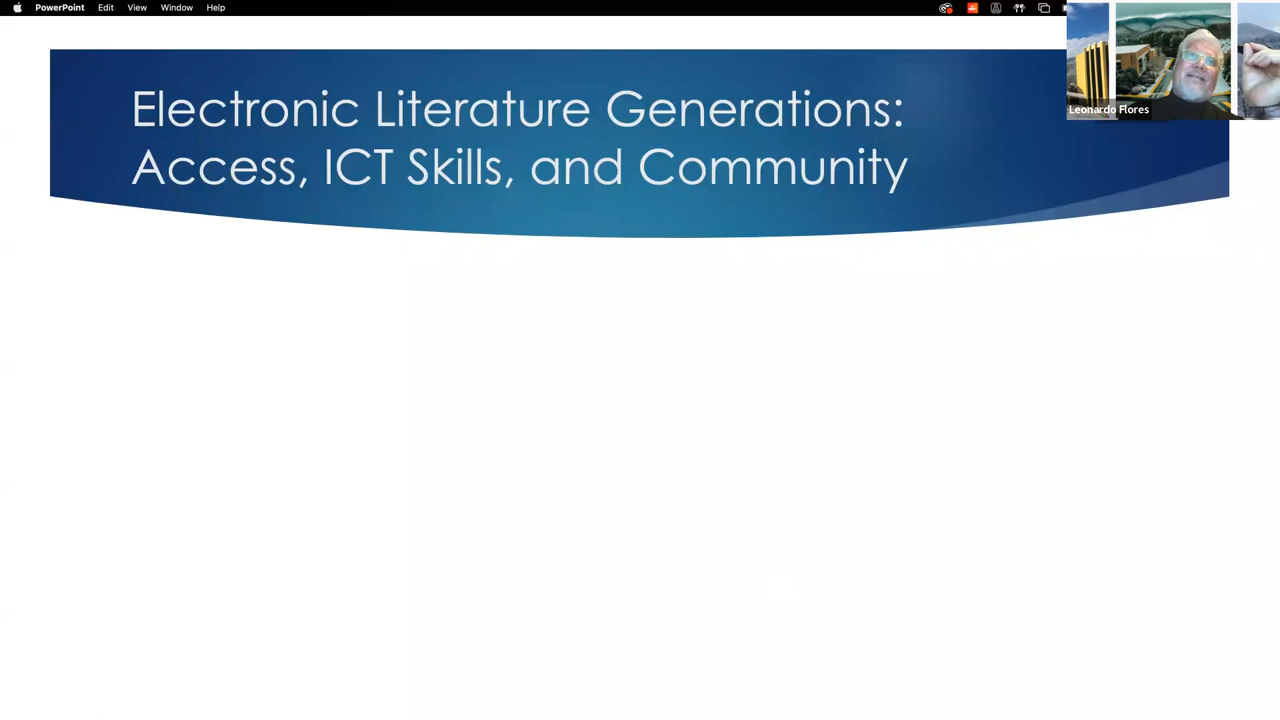 PowerPoint Edit View Window Help
Electronic Literature Generations:
Access, ICT Skills, and Community
Leonardo Flores